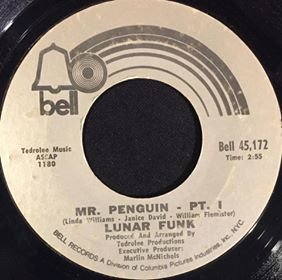 bell
Tedrolee Music
ASCAP
1180
Bell 45,172
Time: 2:55
MR. PENGUIN - PT. I
(Linda Williams - Janice David - William Flemister)
LUNAR FUNK
Produced And Arranged By
Tedrolee Productions
Executive Producer:
Marlin McNichols
BELL RECORDS A Division of Columbia Pictures Industries, Inc. NYC.